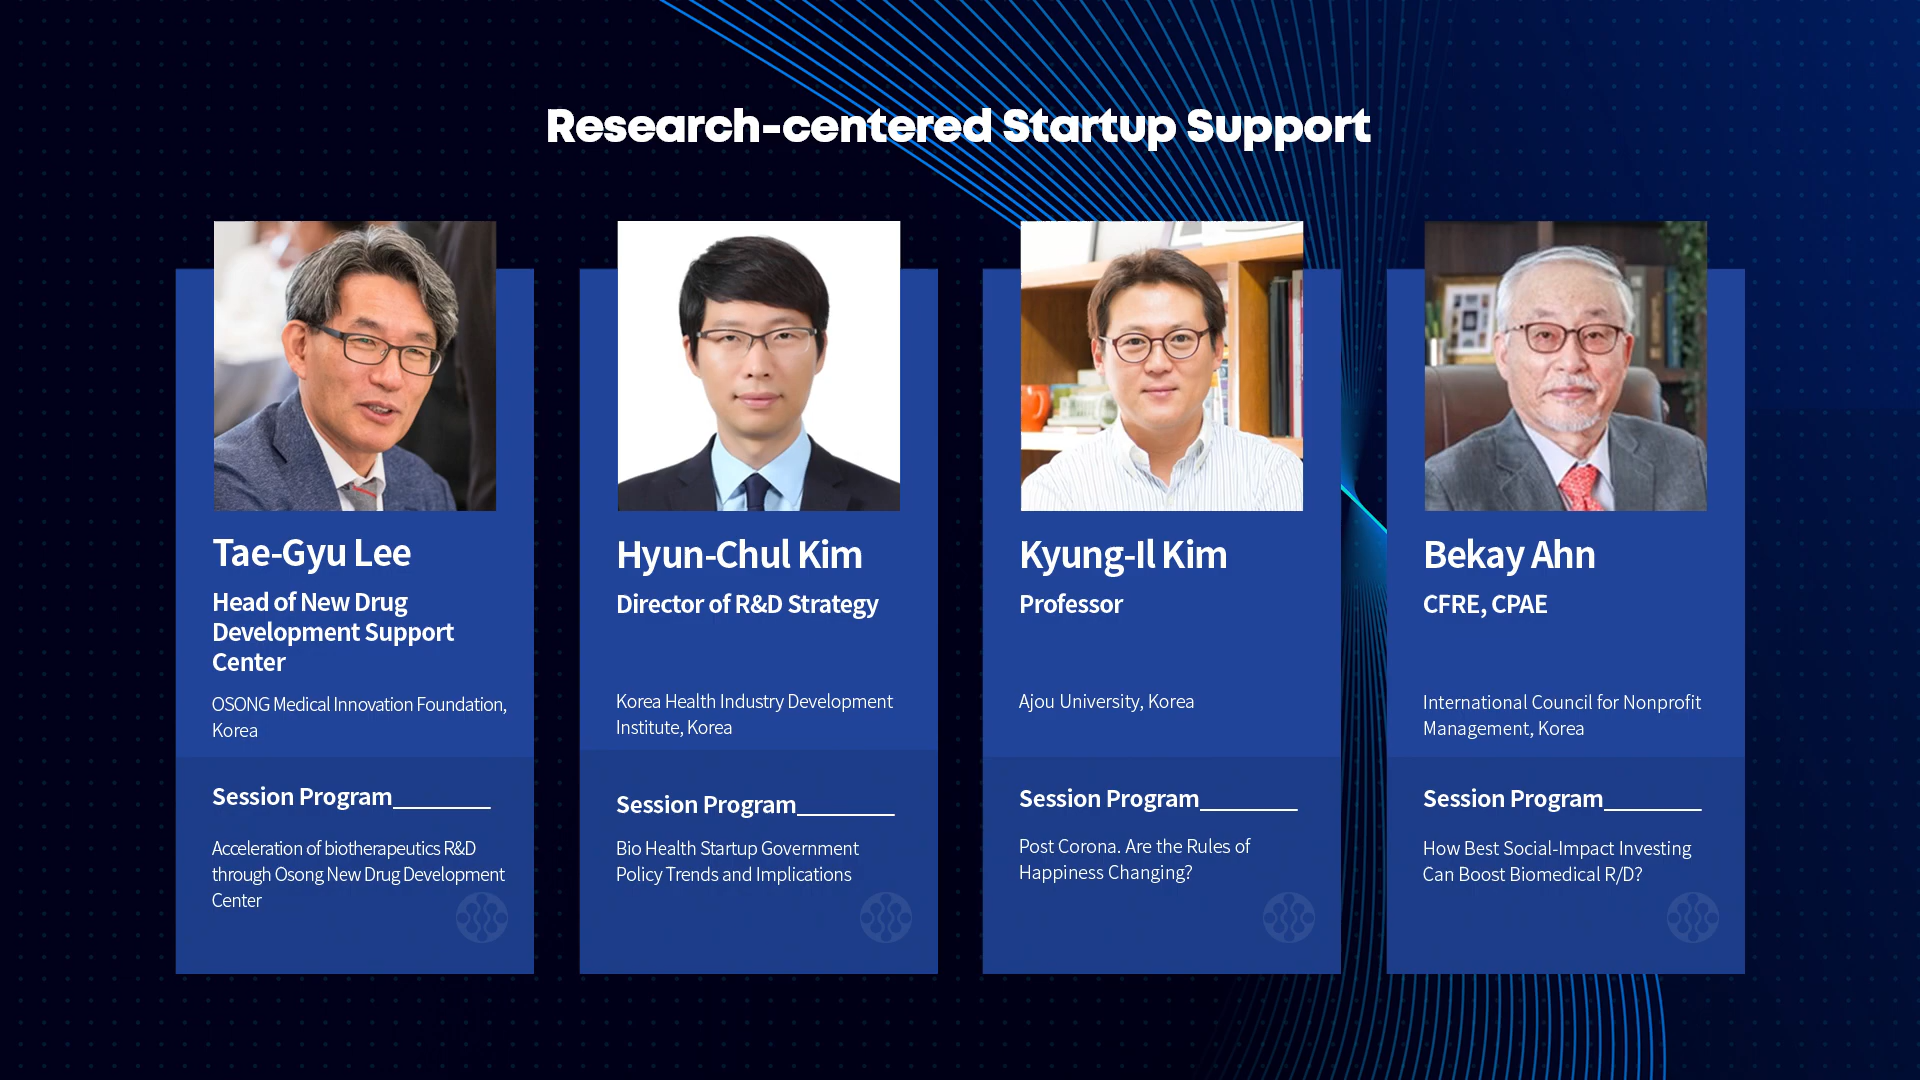 Research-centered Startup Support
Tae-Gyu Lee
Head of New Drug
Development Support
Center
OSONG Medical Innovation Foundation,
Korea
Session Program________
Acceleration of biotherapeutics R&D
through Osong New Drug Development
Center
Hyun-Chul Kim
Director of R&D Strategy
Korea Health Industry Development
Institute, Korea
Session Program________
Bio Health Startup Government
Policy Trends and Implications
Kyung-Il Kim
Professor
Ajou University, Korea
Session Program________
Post Corona. Are the Rules of
Happiness Changing?
Bekay Ahn
CFRE, CPAE
International Council for Nonprofit
Management, Korea
Session Program________
How Best Social-Impact Investing
Can Boost Biomedical R/D?